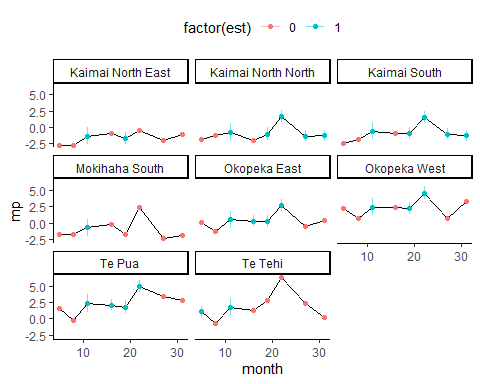 factor(est) 0 1
Kaimai North East Kaimai North North Kaimai South
5.0
2.5
0.0
-2.5
Mokihaha South Okopeka East Okopeka West
5.0
2.5
0.0
-2.5
10 20 30
Te Pua Te Tehi
5.0
2.5
0.0
-2.5
10 20 30 10 20 30
mp
month